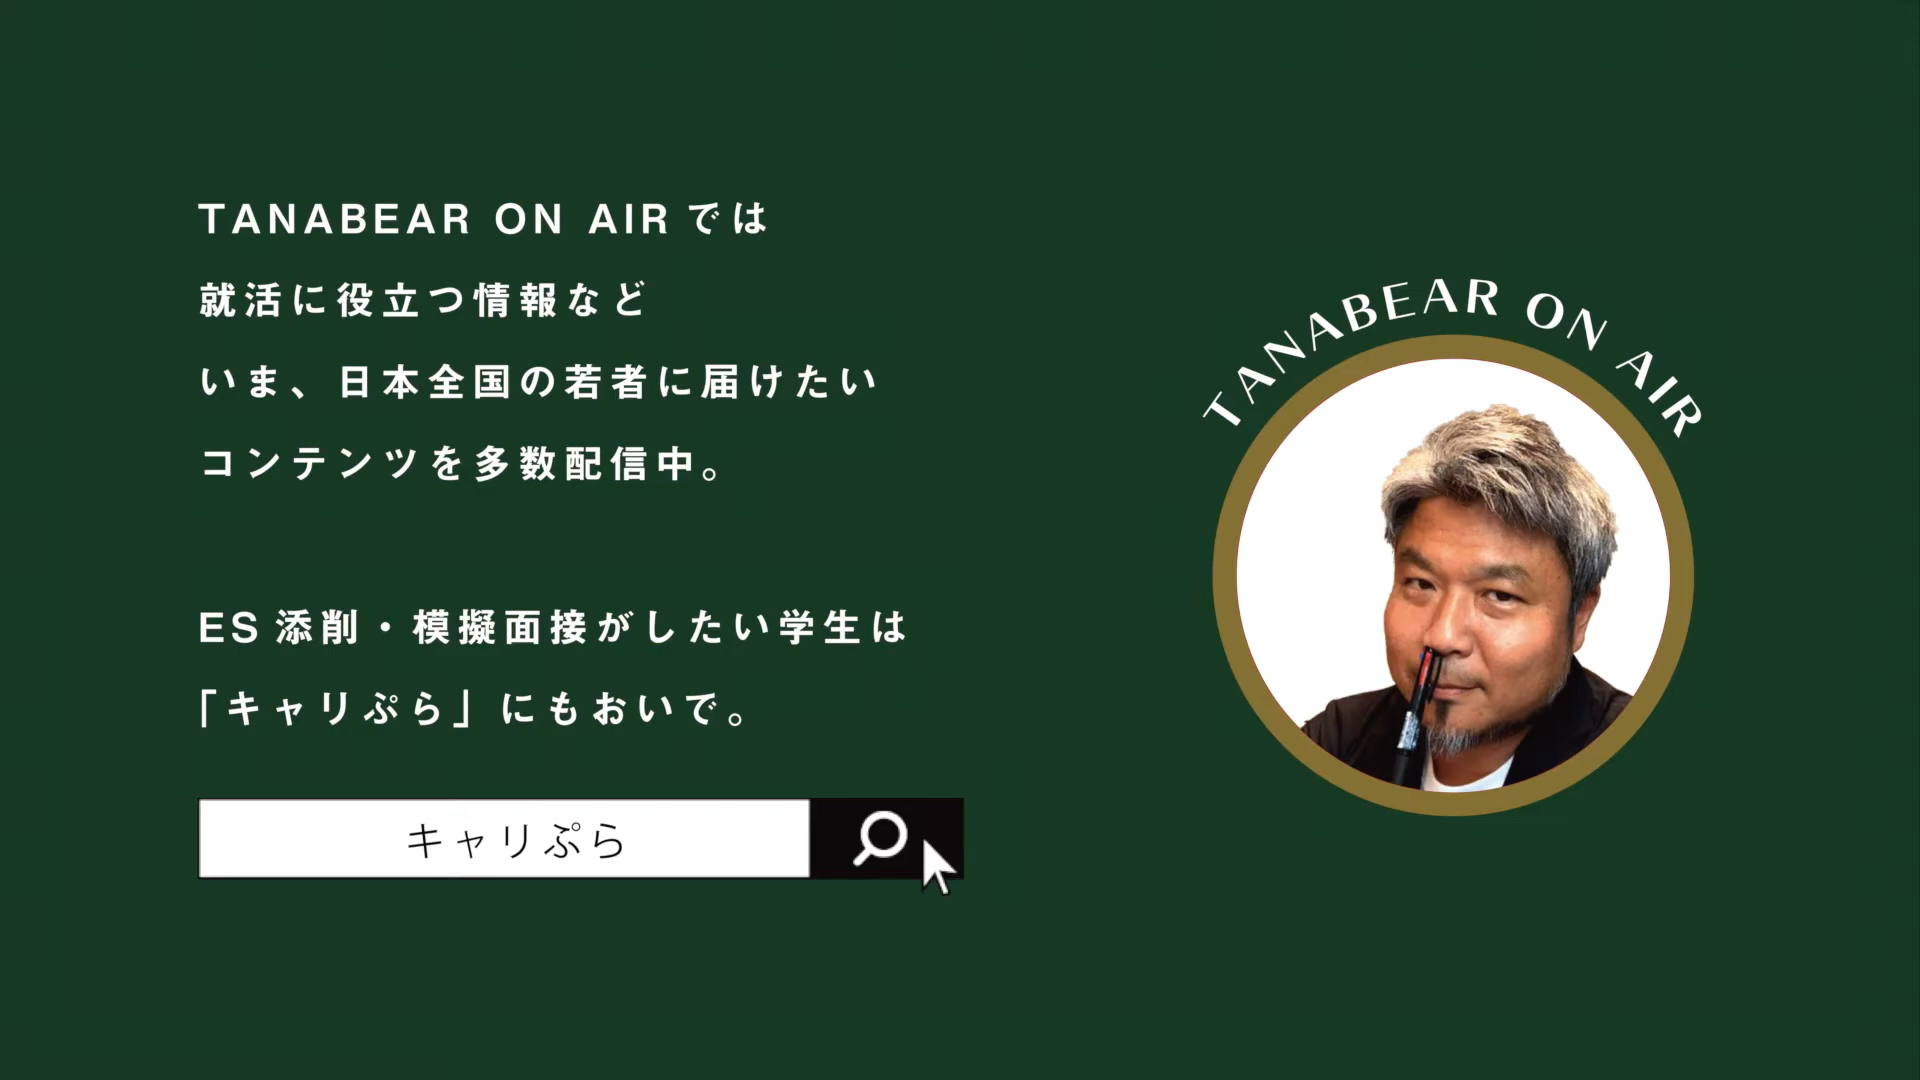 TANABEAR ON AIRでは
就活に役立つ情報など
いま、日本全国の若者に届けたい
コンテンツを多数配信中。
ES添削・模擬面接がしたい学生は
「キャリぷら」にもおいで。
キャリぷら
TANABEAR ON AIR